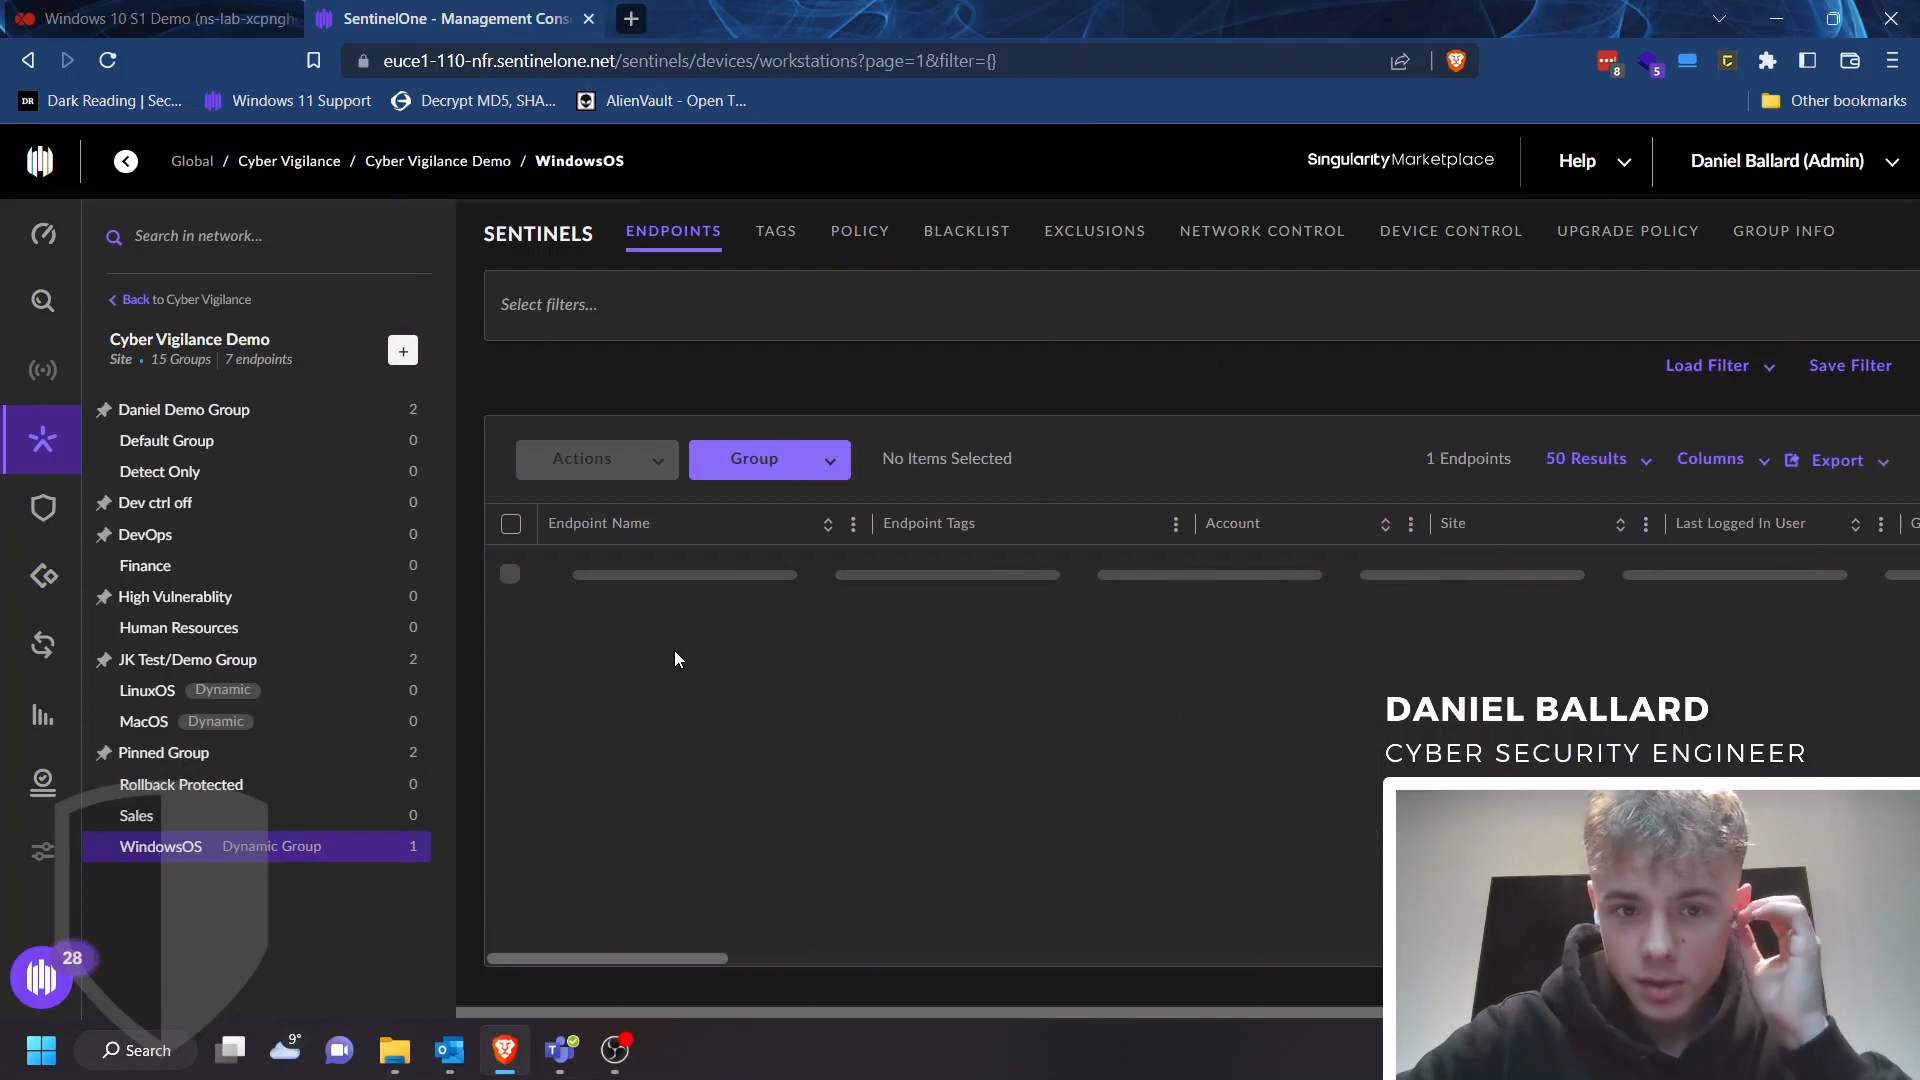 Windows 10 S1 Demo (ns-lab-xcpngh
SentinelOne - Management Cons
euce1-110-nfr.sentinelone.net/sentinels/devices/workstations?page=1&filter={}
8
5
DR Dark Reading | Sec...
Windows 11 Support
Decrypt MD5, SHA...
AlienVault - Open T...
Other bookmarks
Global / Cyber Vigilance / Cyber Vigilance Demo / WindowsOS
Singularity Marketplace
Help
Daniel Ballard (Admin)
Search in network...
Back to Cyber Vigilance
Cyber Vigilance Demo
Site • 15 Groups | 7 endpoints
+
Daniel Demo Group 2
Default Group 0
Detect Only 0
Dev ctrl off 0
DevOps 0
Finance 0
High Vulnerablity 0
Human Resources 0
JK Test/Demo Group 2
LinuxOS Dynamic 0
MacOS Dynamic 0
Pinned Group 2
Rollback Protected 0
Sales 0
WindowsOS Dynamic Group 1
28
SENTINELS
ENDPOINTS
TAGS
POLICY
BLACKLIST
EXCLUSIONS
NETWORK CONTROL
DEVICE CONTROL
UPGRADE POLICY
GROUP INFO
Select filters...
Load Filter
Save Filter
Actions
Group
No Items Selected
1 Endpoints
50 Results
Columns
Export
Endpoint Name
Endpoint Tags
Account
Site
Last Logged In User
G
DANIEL BALLARD
CYBER SECURITY ENGINEER
Search
9°